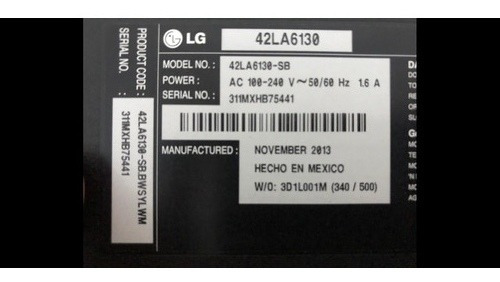 LG 42LA6130
MODEL NO. : 42LA6130-SB
POWER : AC 100-240 V~50/60 Hz 1.6 A
SERIAL NO. : 311MXHB75441
MANUFACTURED : NOVEMBER 2013
HECHO EN MEXICO
W/O: 3D1L001M (340 / 500)
PRODUCT CODE : 42LA6130-SB.BWSYLWM
SERIAL NO. : 311MXHB75441